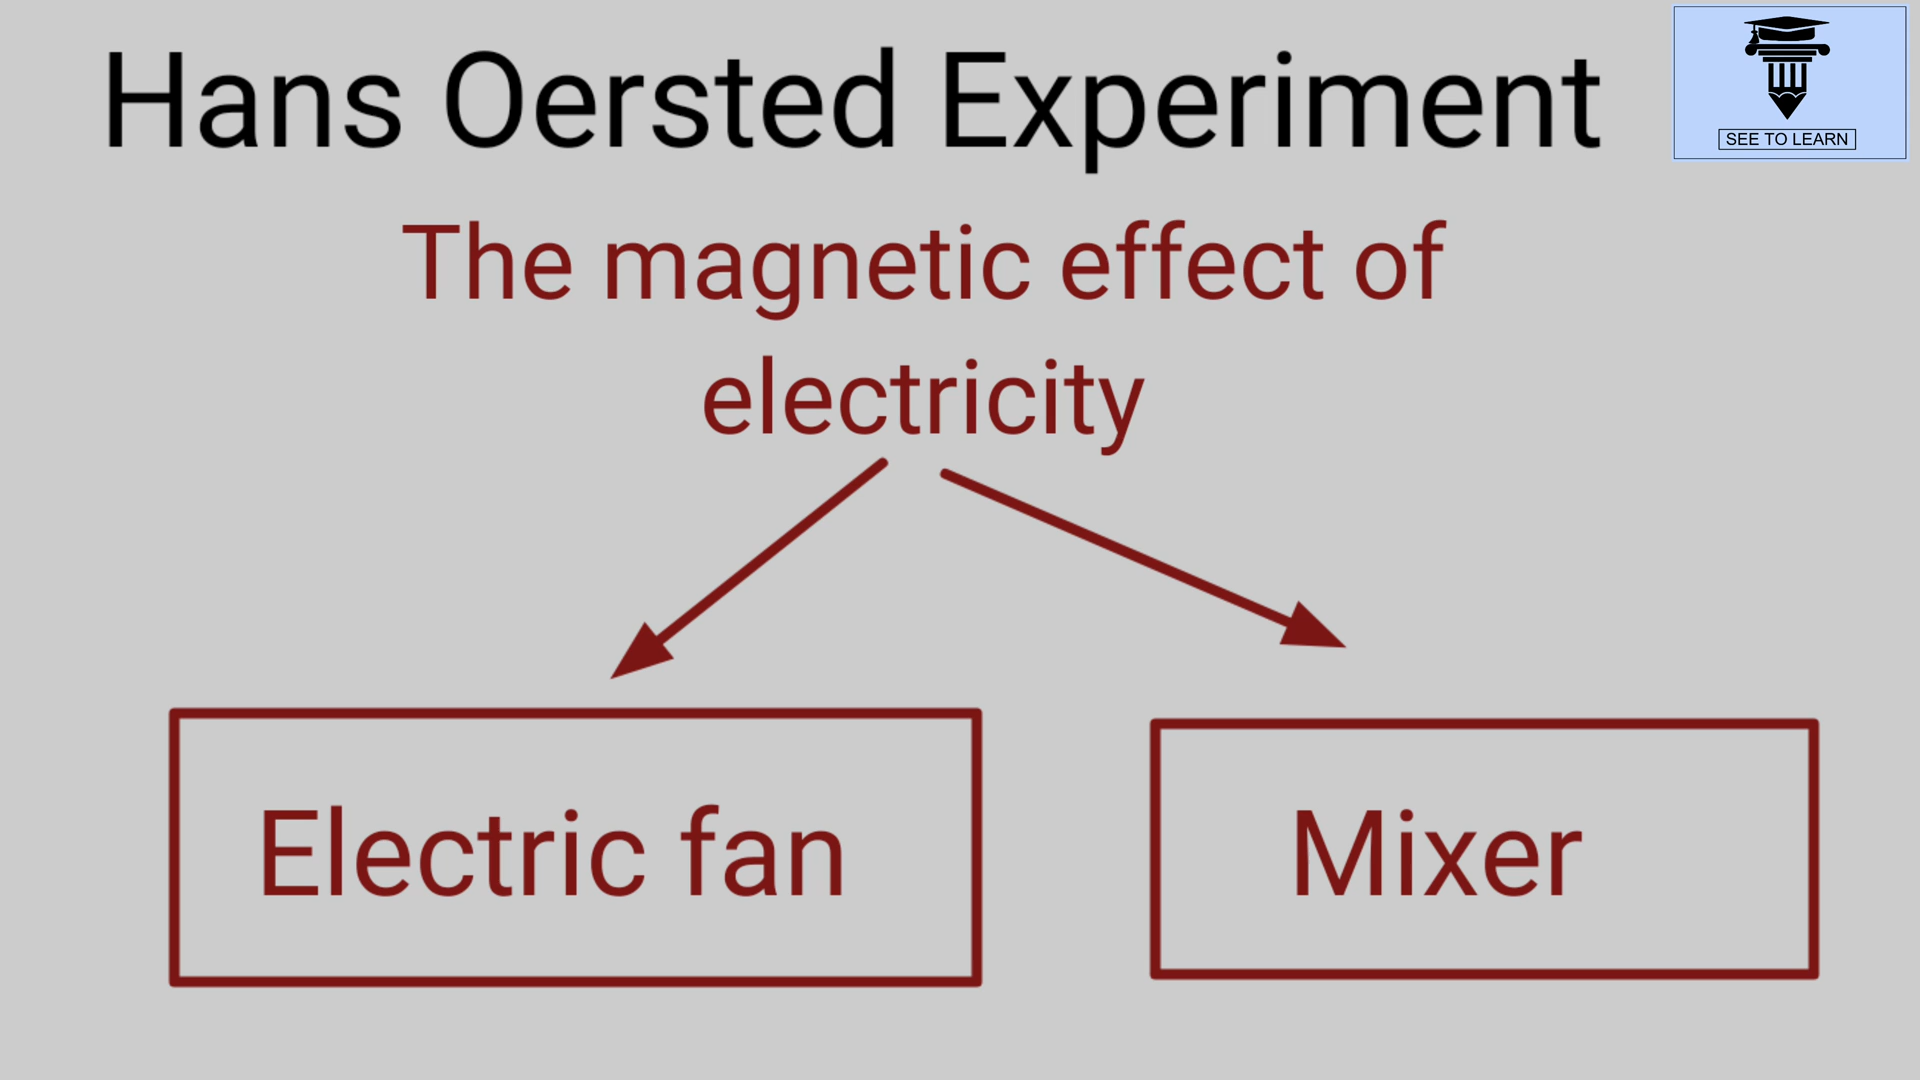 Hans Oersted Experiment
SEE TO LEARN
The magnetic effect of
electricity
Electric fan
Mixer